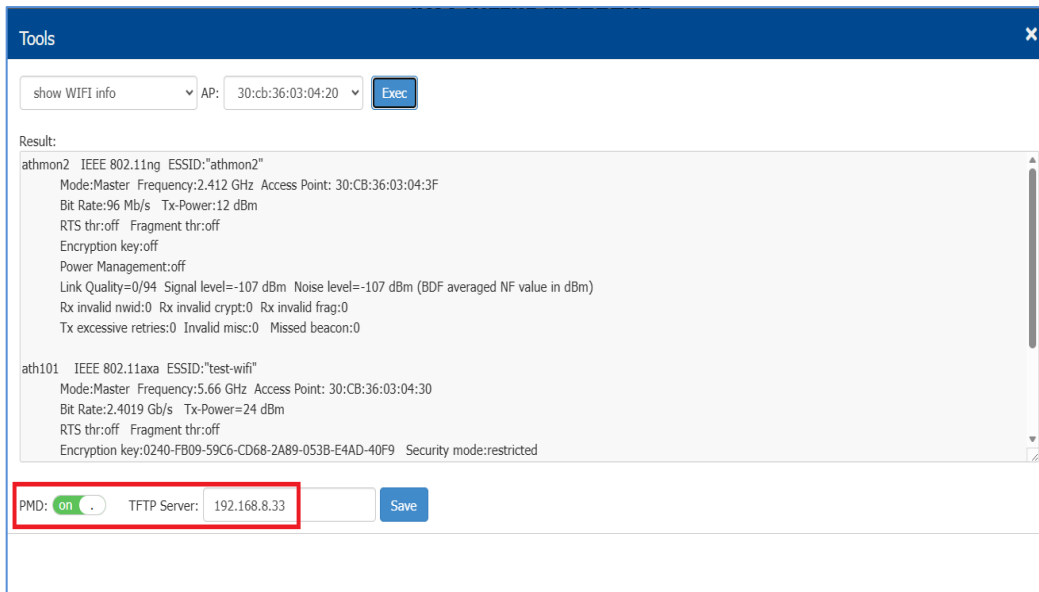 Tools
×
show WIFI info AP: 30:cb:36:03:04:20 Exec
Result:
athmon2 IEEE 802.11ng ESSID:"athmon2"
Mode:Master Frequency:2.412 GHz Access Point: 30:CB:36:03:04:3F
Bit Rate:96 Mb/s Tx-Power:12 dBm
RTS thr:off Fragment thr:off
Encryption key:off
Power Management:off
Link Quality=0/94 Signal level=-107 dBm Noise level=-107 dBm (BDF averaged NF value in dBm)
Rx invalid nwid:0 Rx invalid crypt:0 Rx invalid frag:0
Tx excessive retries:0 Invalid misc:0 Missed beacon:0
ath101 IEEE 802.11axa ESSID:"test-wifi"
Mode:Master Frequency:5.66 GHz Access Point: 30:CB:36:03:04:30
Bit Rate:2.4019 Gb/s Tx-Power=24 dBm
RTS thr:off Fragment thr:off
Encryption key:0240-FB09-59C6-CD68-2A89-053B-E4AD-40F9 Security mode:restricted
PMD: on . TFTP Server: 192.168.8.33 Save